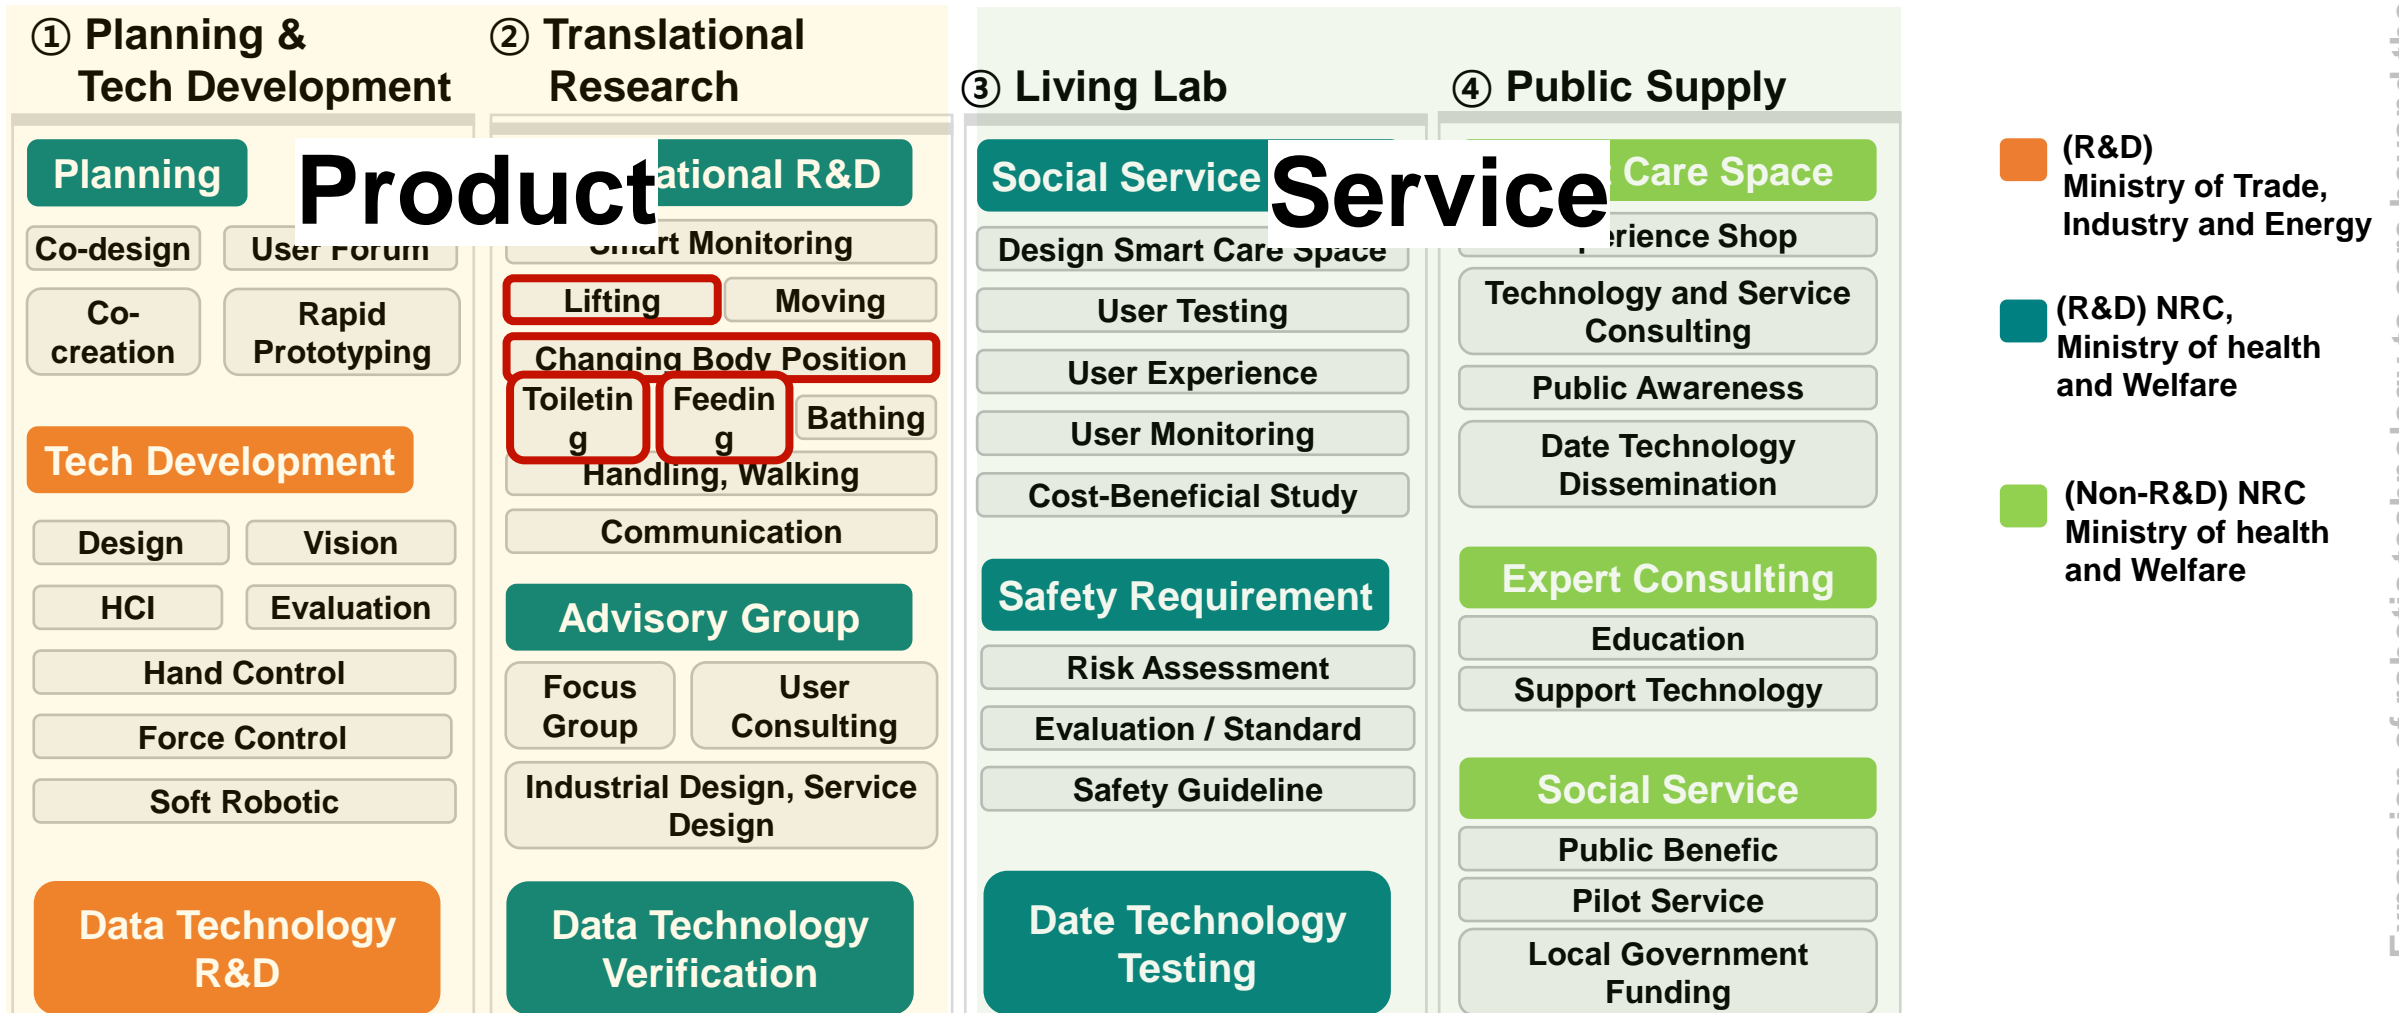 ① Planning &
Tech Development
Product
Planning
Co-design
User Forum
Co-
creation
Rapid
Prototyping
Tech Development
Design
Vision
HCI
Evaluation
Hand Control
Force Control
Soft Robotic
Data Technology
R&D
② Translational
Research
ational R&D
Smart Monitoring
Lifting
Moving
Changing Body Position
Toiletin
g
Feedin
g
Bathing
Handling, Walking
Communication
Advisory Group
Focus
Group
User
Consulting
Industrial Design, Service
Design
Data Technology
Verification
③ Living Lab
Service
Social Service
Design Smart Care Space
User Testing
User Experience
User Monitoring
Cost-Beneficial Study
Safety Requirement
Risk Assessment
Evaluation / Standard
Safety Guideline
Date Technology
Testing
④ Public Supply
Care Space
perience Shop
Technology and Service
Consulting
Public Awareness
Date Technology
Dissemination
Expert Consulting
Education
Support Technology
Social Service
Public Benefic
Pilot Service
Local Government
Funding
(R&D)
Ministry of Trade,
Industry and Energy
(R&D) NRC,
Ministry of health
and Welfare
(Non-R&D) NRC
Ministry of health
and Welfare